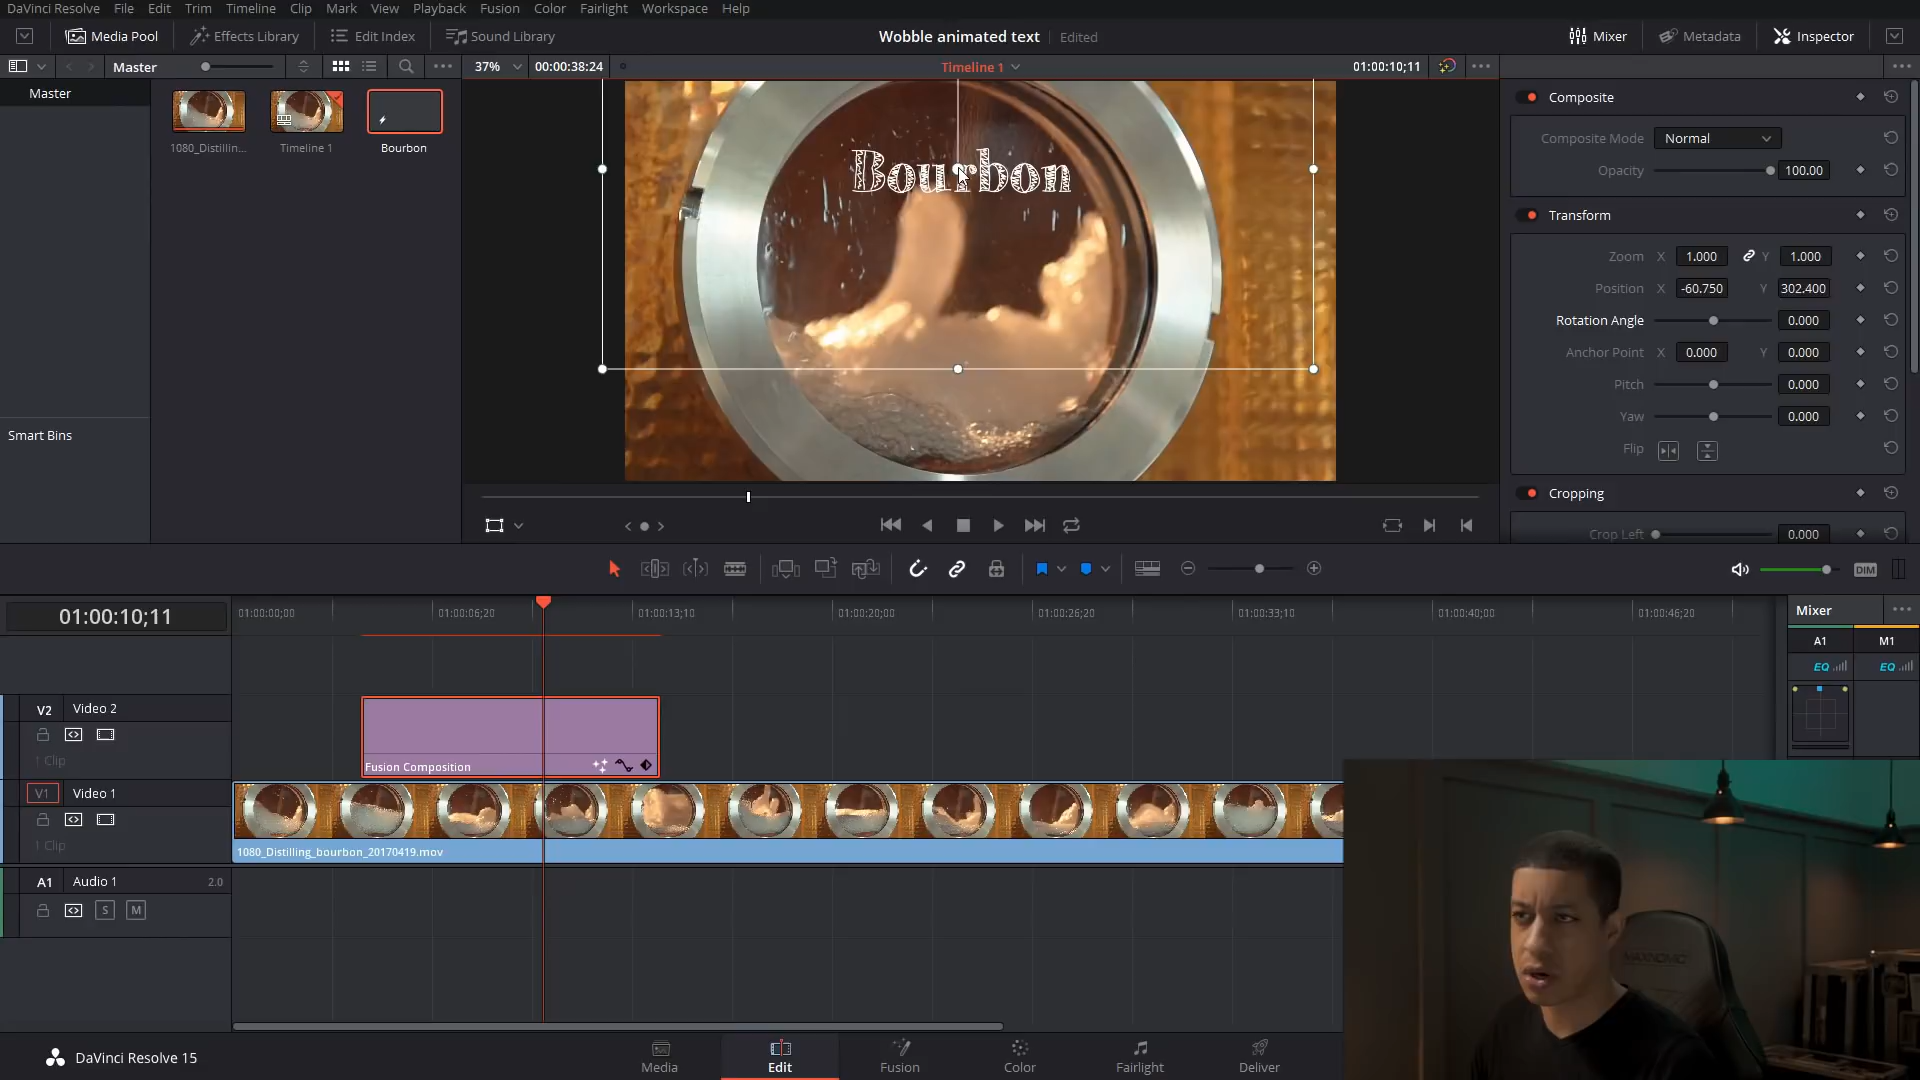 DaVinci Resolve File Edit Trim Timeline Clip Mark View Playback Fusion Color Fairlight Workspace Help
Media Pool Effects Library Edit Index Sound Library Wobble animated text Edited Mixer Metadata Inspector
Master 37% 00:00:38:24 Timeline 1 01:00:10;11
Master
1080_Distillin... Timeline 1 Bourbon
Smart Bins
Bourbon
Composite
Composite Mode Normal
Opacity 100.00
Transform
Zoom X 1.000 Y 1.000
Position X -60.750 Y 302.400
Rotation Angle 0.000
Anchor Point X 0.000 Y 0.000
Pitch 0.000
Yaw 0.000
Flip
Cropping
Crop Left 0.000
DIM
01:00:10;11
01:00:00;00 01:00:06;20 01:00:13;10 01:00:20;00 01:00:26;20 01:00:33;10 01:00:40;00 01:00:46;20
Mixer
A1 M1
EQ EQ
V2 Video 2
1 Clip
Fusion Composition
V1 Video 1
1 Clip
1080_Distilling_bourbon_20170419.mov
A1 Audio 1 2.0
S M
MAXNOMIC
DaVinci Resolve 15
Media Edit Fusion Color Fairlight Deliver